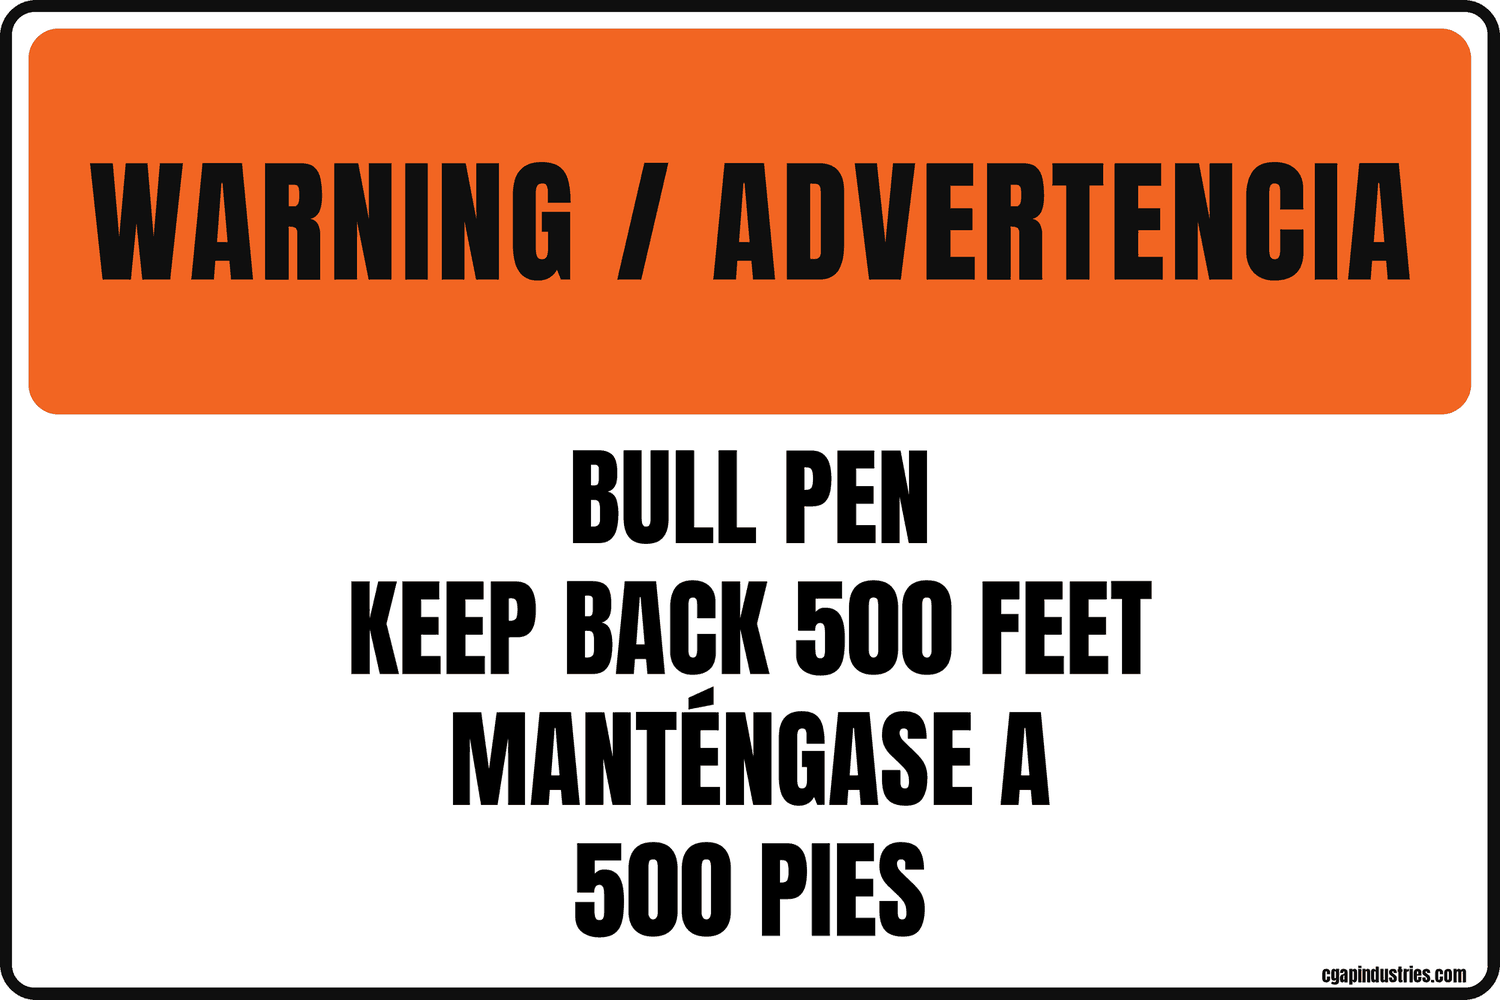 WARNING / ADVERTENCIA
BULL PEN
KEEP BACK 500 FEET
MANTÉNGASE A
500 PIES
cgapindustries.com